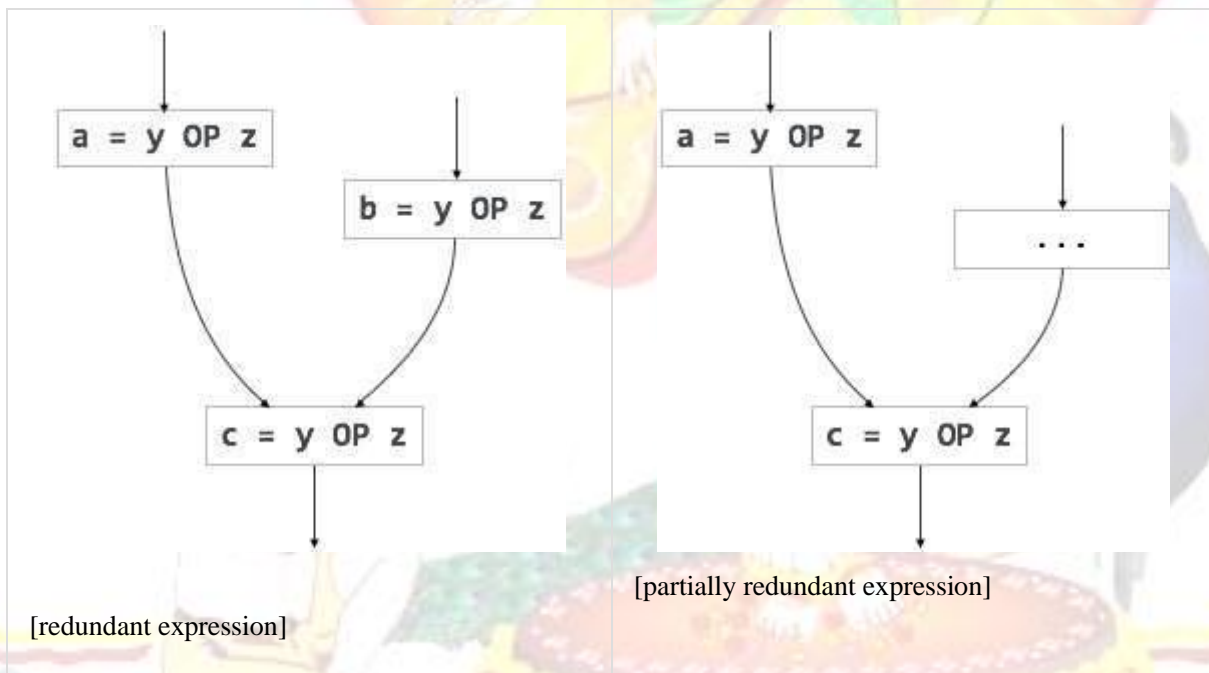 a = y OP z
b = y OP z
c = y OP z
[redundant expression]
a = y OP z
...
c = y OP z
[partially redundant expression]